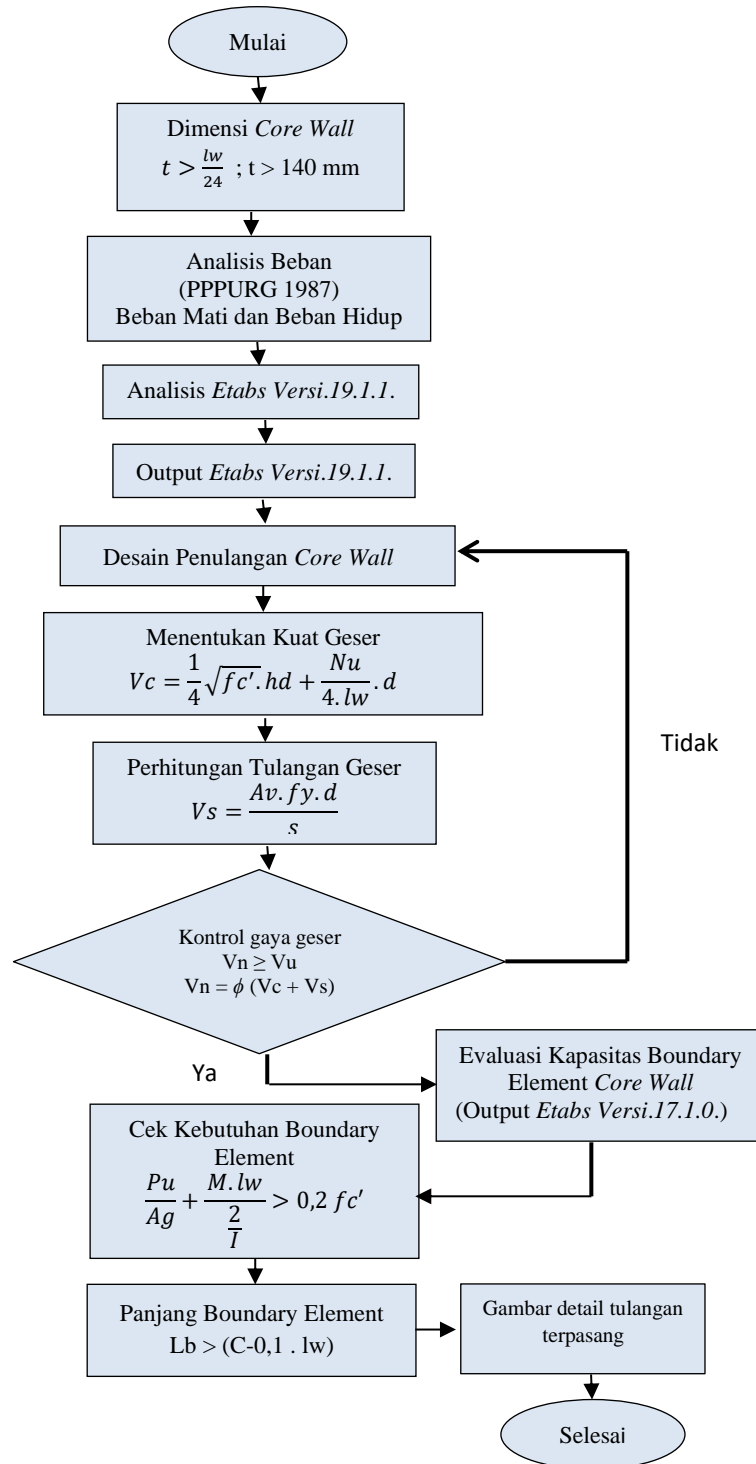 Mulai
Dimensi Core Wall
t > lw/24 ; t > 140 mm
Analisis Beban
(PPPURG 1987)
Beban Mati dan Beban Hidup
Analisis Etabs Versi.19.1.1.
Output Etabs Versi.19.1.1.
Desain Penulangan Core Wall
Menentukan Kuat Geser
Vc = 1/4 √fc′. hd + Nu/4. lw . d
Tidak
Perhitungan Tulangan Geser
Vs = Av. fy. d/s
Kontrol gaya geser
Vn ≥ Vu
Vn = ϕ (Vc + Vs)
Ya
Evaluasi Kapasitas Boundary
Element Core Wall
(Output Etabs Versi.17.1.0.)
Cek Kebutuhan Boundary
Element
Pu/Ag + M. lw/(2/I) > 0,2 fc′
Panjang Boundary Element
Lb > (C-0,1 . lw)
Gambar detail tulangan
terpasang
Selesai